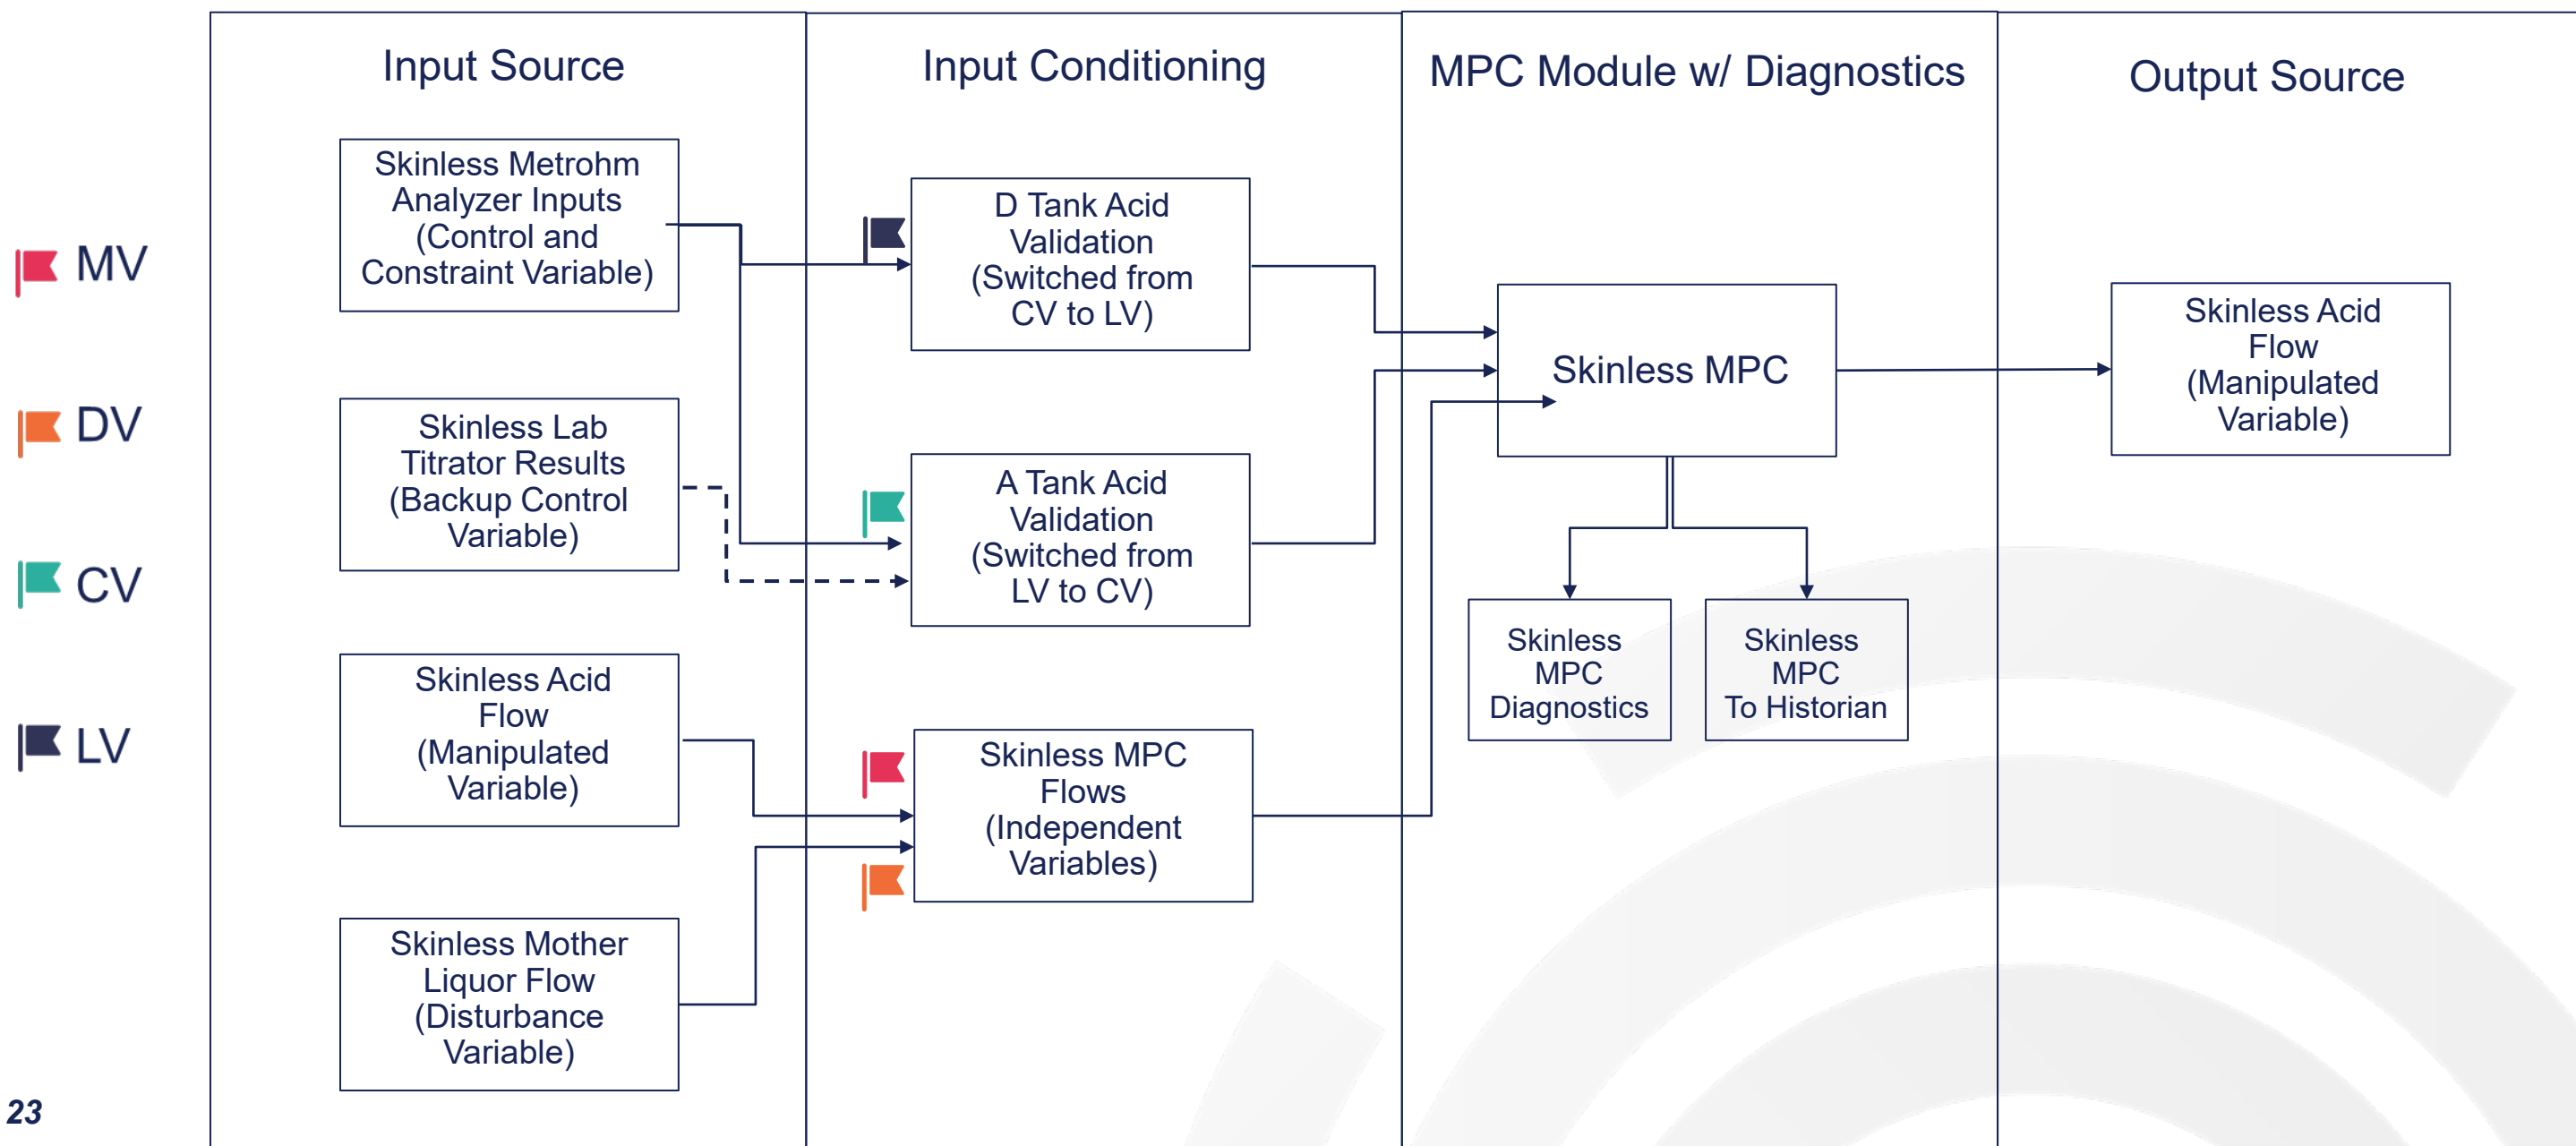 Input Source
Input Conditioning
MPC Module w/ Diagnostics
Output Source
MV
DV
CV
LV
Skinless Metrohm
Analyzer Inputs
(Control and
Constraint Variable)
Skinless Lab
Titrator Results
(Backup Control
Variable)
Skinless Acid
Flow
(Manipulated
Variable)
Skinless Mother
Liquor Flow
(Disturbance
Variable)
D Tank Acid
Validation
(Switched from
CV to LV)
A Tank Acid
Validation
(Switched from
LV to CV)
Skinless MPC
Flows
(Independent
Variables)
Skinless MPC
Skinless
MPC
Diagnostics
Skinless
MPC
To Historian
Skinless Acid
Flow
(Manipulated
Variable)
23